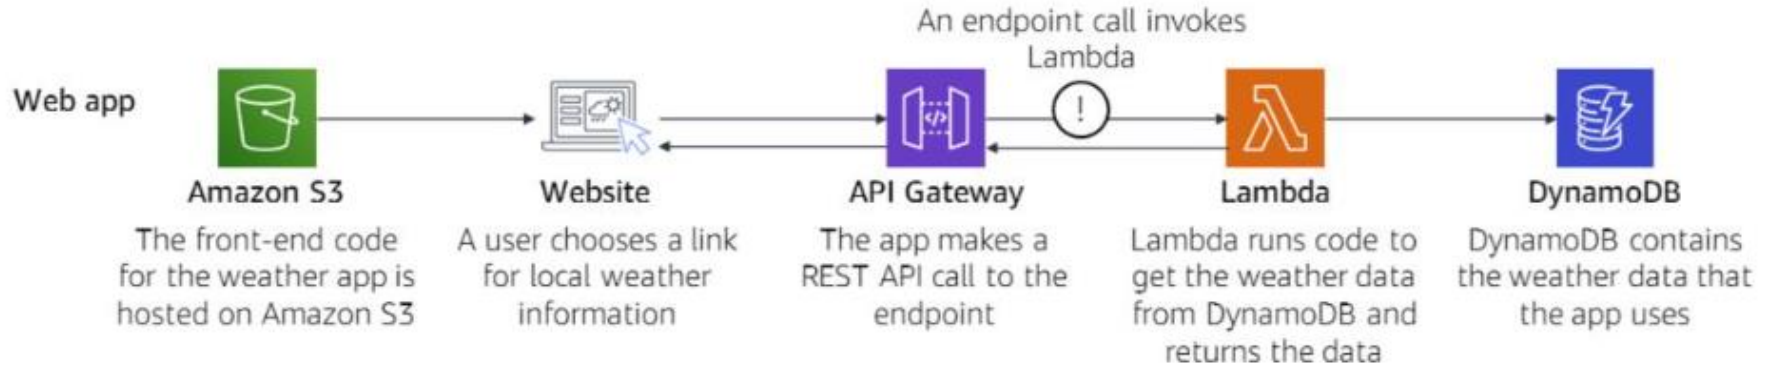 An endpoint call invokes
Lambda
Web app
!
</>
Amazon S3
The front-end code
for the weather app is
hosted on Amazon S3
Website
A user chooses a link
for local weather
information
API Gateway
The app makes a
REST API call to the
endpoint
Lambda
Lambda runs code to
get the weather data
from DynamoDB and
returns the data
DynamoDB
DynamoDB contains
the weather data that
the app uses